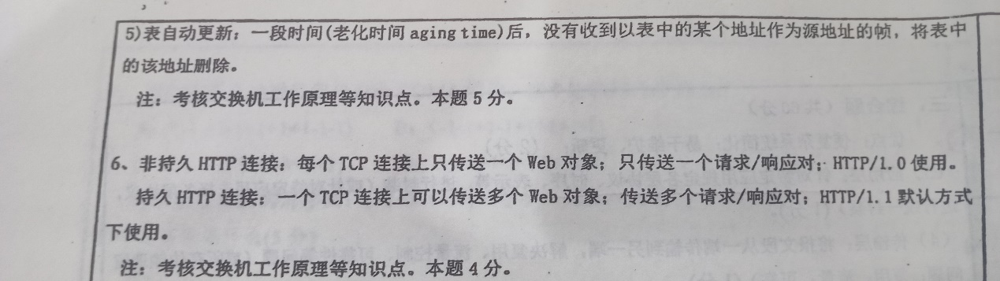 5)表自动更新：一段时间(老化时间 aging time)后，没有收到以表中的某个地址作为源地址的帧，将表中
的该地址删除。
注：考核交换机工作原理等知识点。本题 5 分。
6、非持久 HTTP 连接：每个 TCP 连接上只传送一个 Web 对象；只传送一个请求/响应对；HTTP/1.0 使用。
持久 HTTP 连接：一个 TCP 连接上可以传送多个 Web 对象；传送多个请求/响应对；HTTP/1.1 默认方式
下使用。
注：考核交换机工作原理等知识点。本题 4 分。